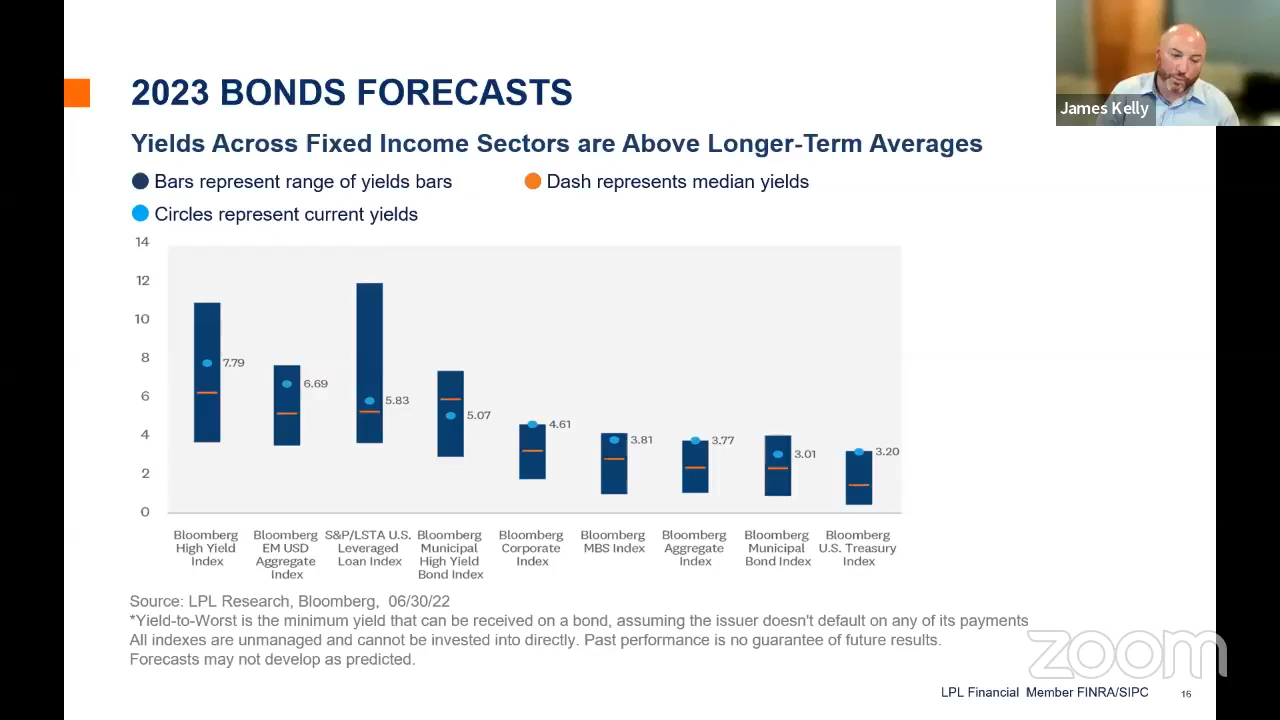 2023 BONDS FORECASTS
James Kelly
Yields Across Fixed Income Sectors are Above Longer-Term Averages
Bars represent range of yields bars
Dash represents median yields
Circles represent current yields
14
12
10
8
6
4
2
0
7.79
6.69
5.83
5.07
4.61
3.81
3.77
3.01
3.20
Bloomberg
High Yield
Index
Bloomberg
EM USD
Aggregate
Index
S&P/LSTA U.S.
Leveraged
Loan Index
Bloomberg
Municipal
High Yield
Bond Index
Bloomberg
Corporate
Index
Bloomberg
MBS Index
Bloomberg
Aggregate
Index
Bloomberg
Municipal
Bond Index
Bloomberg
U.S. Treasury
Index
Source: LPL Research, Bloomberg, 06/30/22
*Yield-to-Worst is the minimum yield that can be received on a bond, assuming the issuer doesn't default on any of its payments
All indexes are unmanaged and cannot be invested into directly. Past performance is no guarantee of future results.
Forecasts may not develop as predicted.
zoom
LPL Financial Member FINRA/SIPC
16